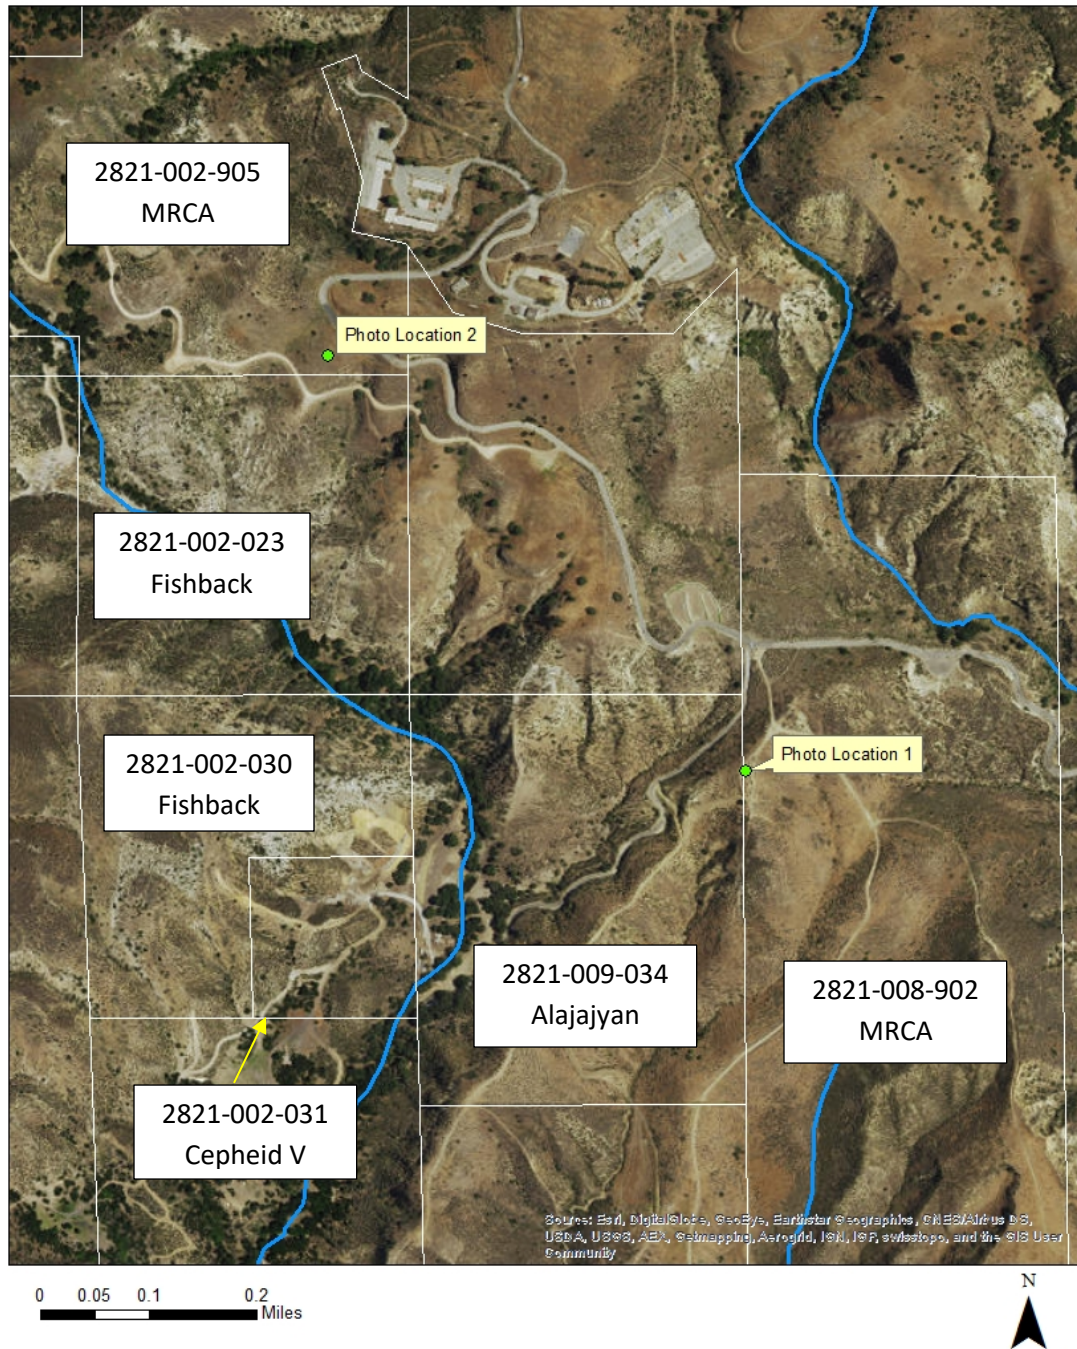 2821-002-905
MRCA
Photo Location 2
2821-002-023
Fishback
2821-002-030
Fishback
Photo Location 1
2821-009-034
Alajajyan
2821-008-902
MRCA
2821-002-031
Cepheid V
Source: Esri, DigitalGlobe, GeoEye, Earthstar Geographics, CNES/Airbus DS,
USDA, USGS, AEX, Getmapping, Aerogrid, IGN, IGP, swisstopo, and the GIS User
Community
0 0.05 0.1 0.2
Miles
N